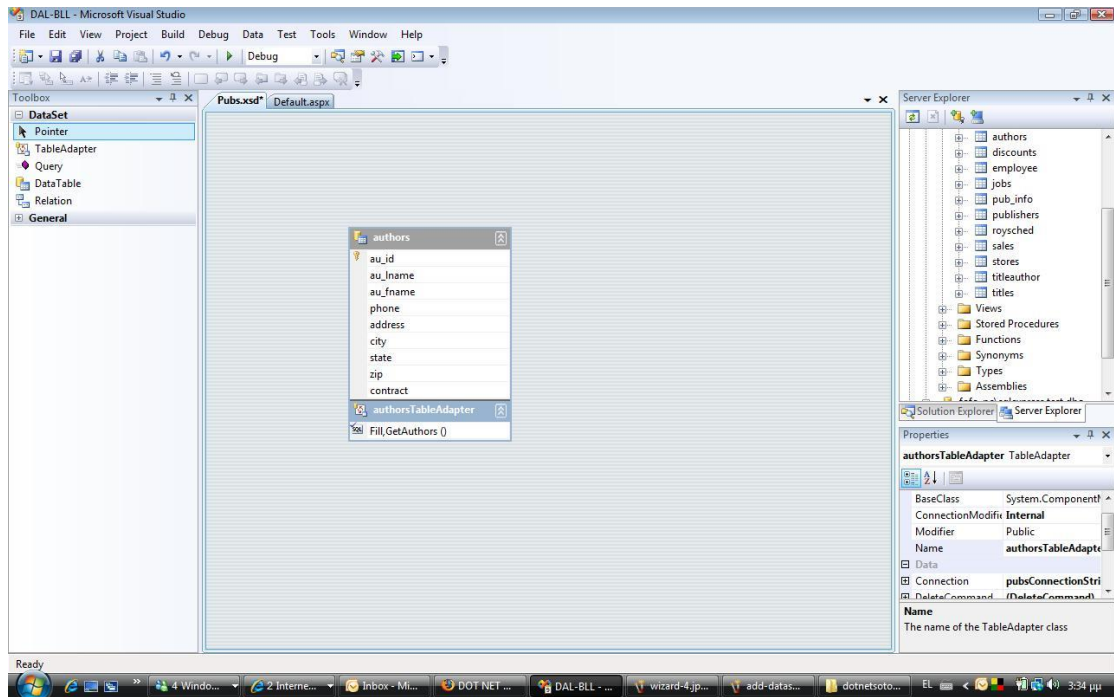 DAL-BLL - Microsoft Visual Studio
File Edit View Project Build Debug Data Test Tools Window Help
Debug
Toolbox
DataSet
Pointer
TableAdapter
Query
DataTable
Relation
General
Pubs.xsd* Default.aspx
authors
au_id
au_lname
au_fname
phone
address
city
state
zip
contract
authorsTableAdapter
Fill,GetAuthors ()
Server Explorer
authors
discounts
employee
jobs
pub_info
publishers
roysched
sales
stores
titleauthor
titles
Views
Stored Procedures
Functions
Synonyms
Types
Assemblies
Solution Explorer Server Explorer
Properties
authorsTableAdapter TableAdapter
BaseClass System.Component
ConnectionModifie Internal
Modifier Public
Name authorsTableAdapte
Data
Connection pubsConnectionStri
DeleteCommand (DeleteCommand)
Name
The name of the TableAdapter class
Ready
4 Windo... 2 Interne... Inbox - Mi... DOT NET ... DAL-BLL - ... wizard-4.jp... add-datas... dotnetsoto... EL 3:34 μμ